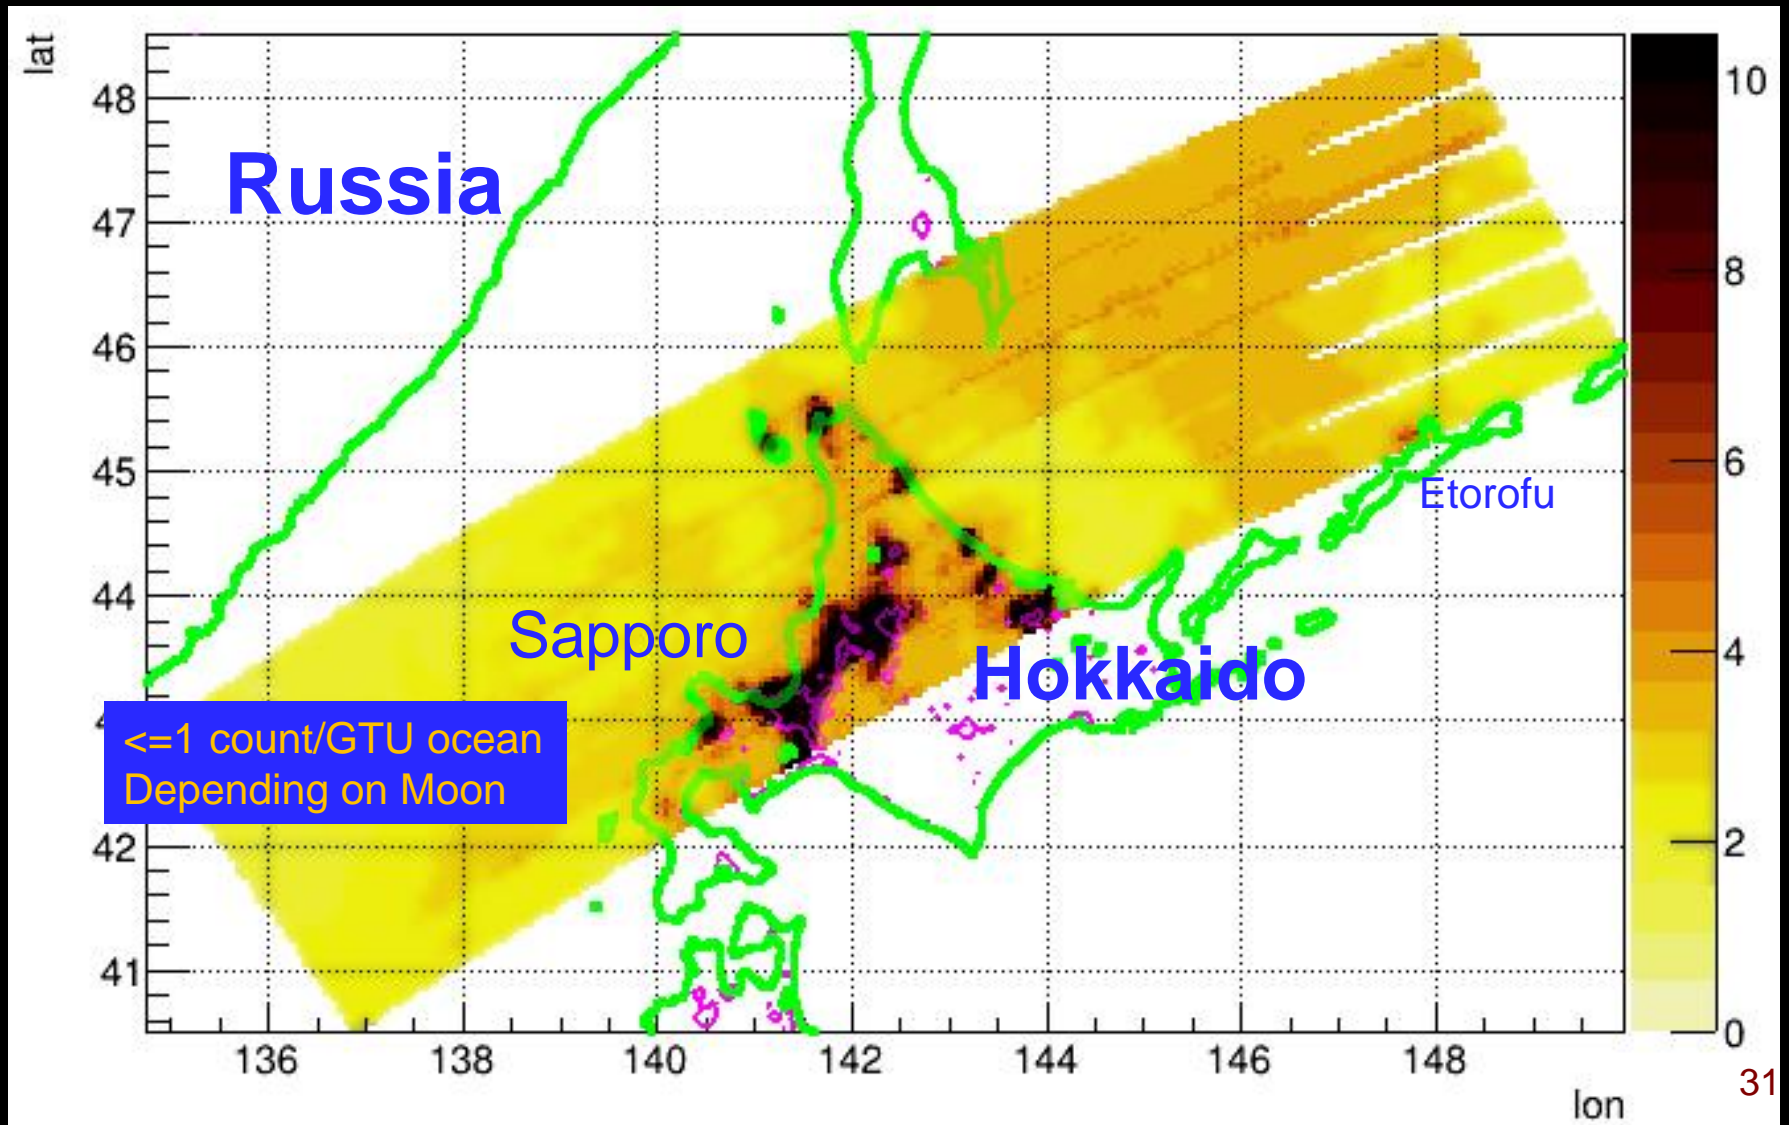 lat
48
47
46
45
44
42
41
Russia
Sapporo
Hokkaido
Etorofu
<=1 count/GTU ocean
Depending on Moon
136 138 140 142 144 146 148
lon
10
8
6
4
2
0
31